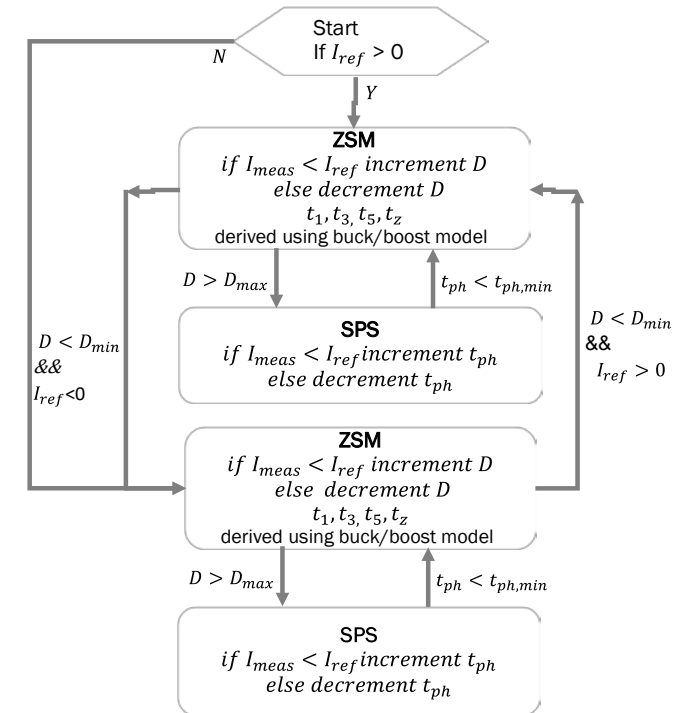 Start
If I_ref > 0
N
Y
ZSM
if I_meas < I_ref increment D
else decrement D
t_1, t_3, t_5, t_z
derived using buck/boost model
D > D_max
t_ph < t_ph,min
SPS
if I_meas < I_ref increment t_ph
else decrement t_ph
D < D_min
&&
I_ref<0
D < D_min
&&
I_ref > 0
ZSM
if I_meas < I_ref increment D
else decrement D
t_1, t_3, t_5, t_z
derived using buck/boost model
D > D_max
t_ph < t_ph,min
SPS
if I_meas < I_ref increment t_ph
else decrement t_ph